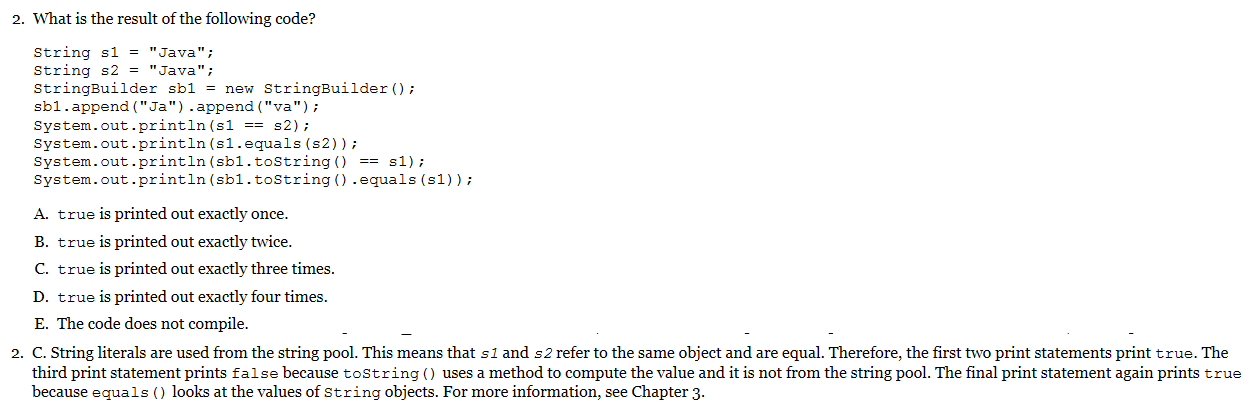 2. What is the result of the following code?
String s1 = "Java";
String s2 = "Java";
StringBuilder sb1 = new StringBuilder();
sb1.append("Ja").append("va");
System.out.println(s1 == s2);
System.out.println(s1.equals(s2));
System.out.println(sb1.toString() == s1);
System.out.println(sb1.toString().equals(s1));
A. true is printed out exactly once.
B. true is printed out exactly twice.
C. true is printed out exactly three times.
D. true is printed out exactly four times.
E. The code does not compile.
2. C. String literals are used from the string pool. This means that s1 and s2 refer to the same object and are equal. Therefore, the first two print statements print true. The
third print statement prints false because toString() uses a method to compute the value and it is not from the string pool. The final print statement again prints true
because equals() looks at the values of String objects. For more information, see Chapter 3.